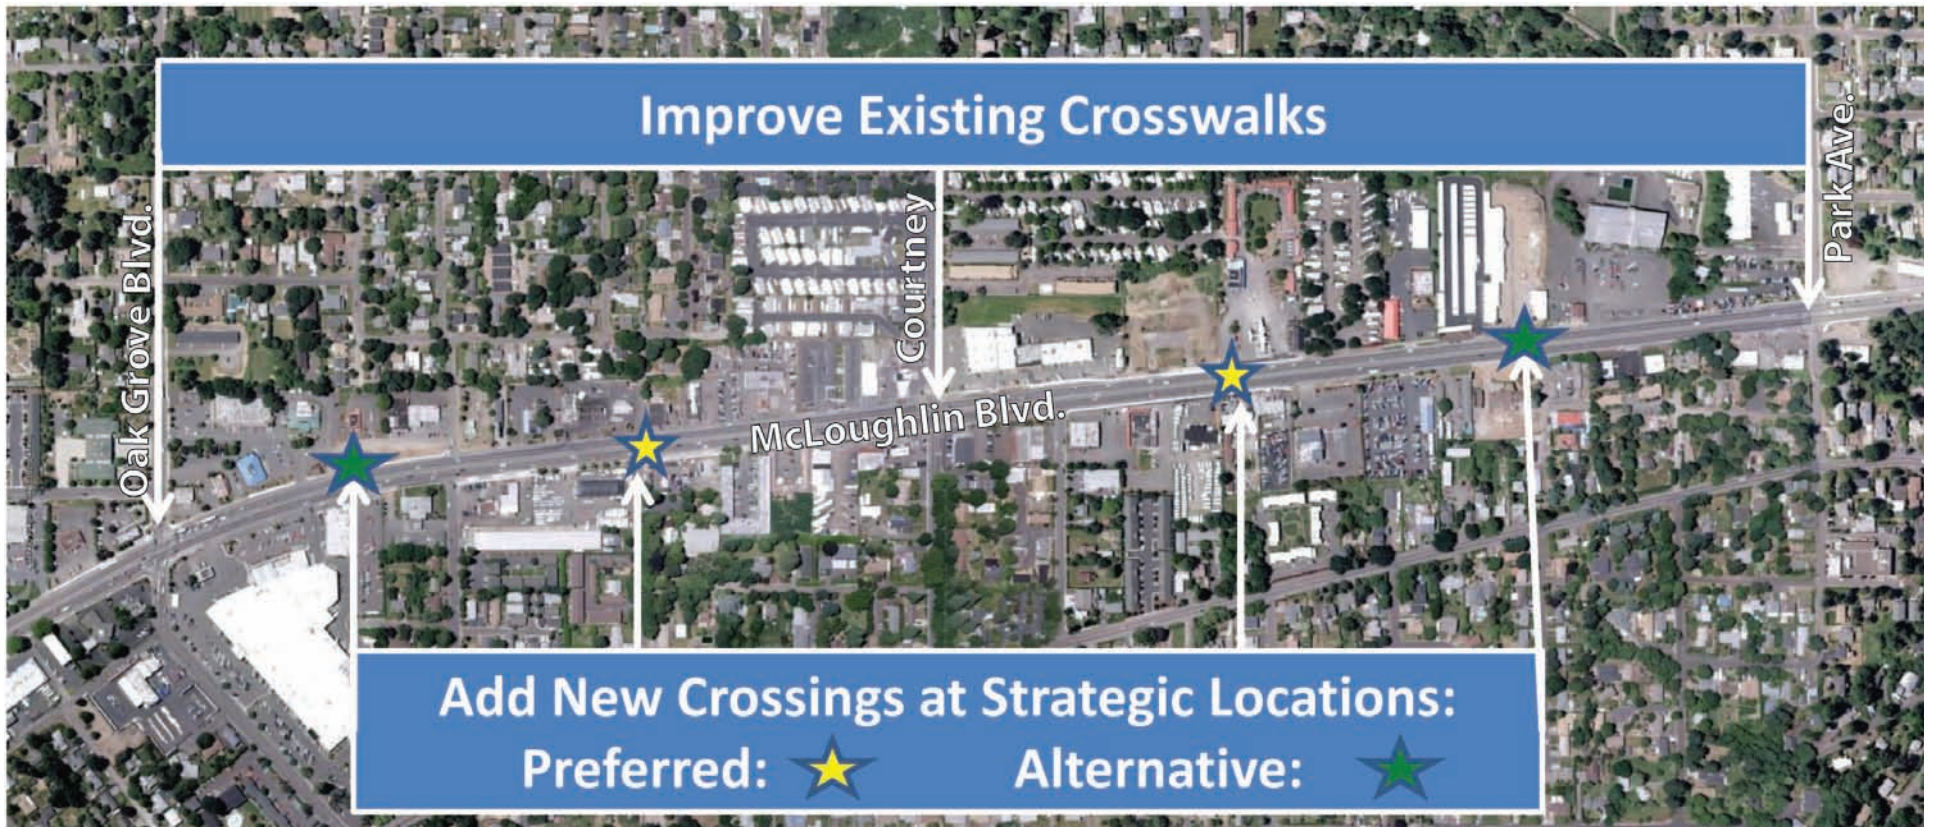 Improve Existing Crosswalks
Oak Grove Blvd.
Courtney
Park Ave.
McLoughlin Blvd.
Add New Crossings at Strategic Locations:
Preferred: Alternative: